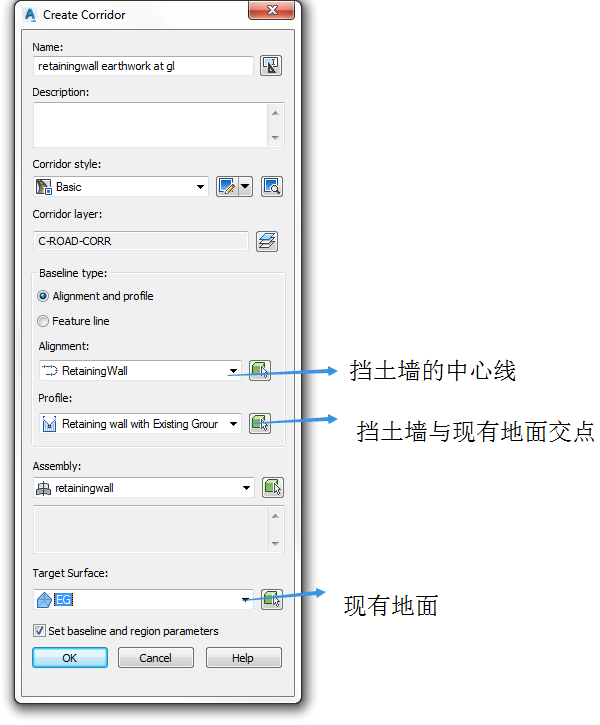 Create Corridor
Name:
retainingwall earthwork at gl
Description:
Corridor style:
Basic
Corridor layer:
C-ROAD-CORR
Baseline type:
Alignment and profile
Feature line
Alignment:
RetainingWall
挡土墙的中心线
Profile:
Retaining wall with Existing Grour
挡土墙与现有地面交点
Assembly:
retainingwall
Target Surface:
EG
现有地面
Set baseline and region parameters
OK Cancel Help